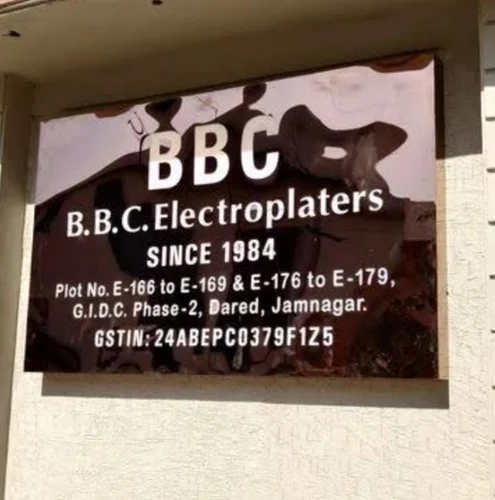 BBC
B.B.C.Electroplaters
SINCE 1984
Plot No. E-166 to E-169 & E-176 to E-179,
G.I.D.C. Phase-2, Dared, Jamnagar.
GSTIN:24ABEPC0379F1Z5